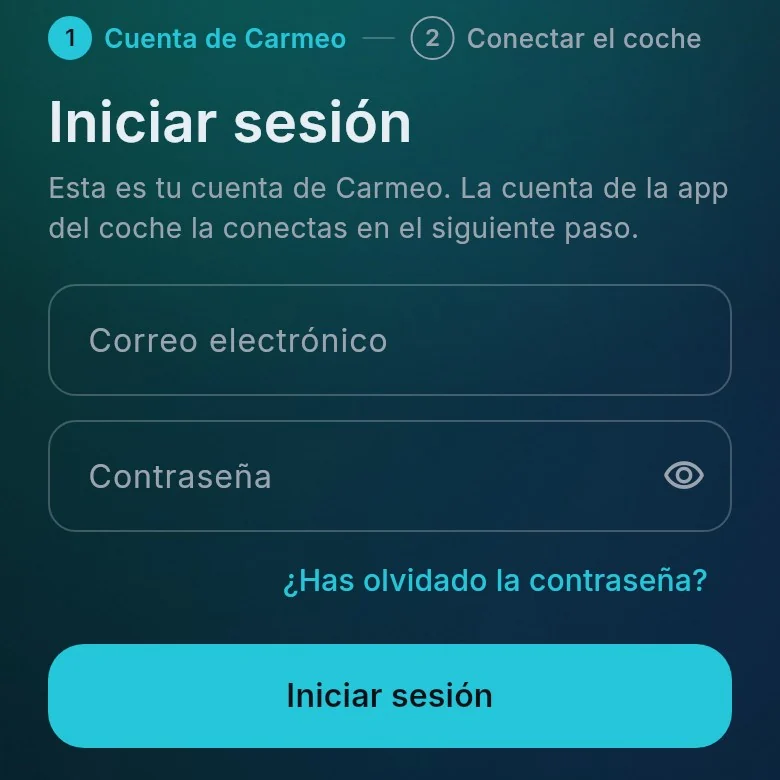 1 Cuenta de Carmeo 2 Conectar el coche
Iniciar sesión
Esta es tu cuenta de Carmeo. La cuenta de la app
del coche la conectas en el siguiente paso.
Correo electrónico
Contraseña
¿Has olvidado la contraseña?
Iniciar sesión